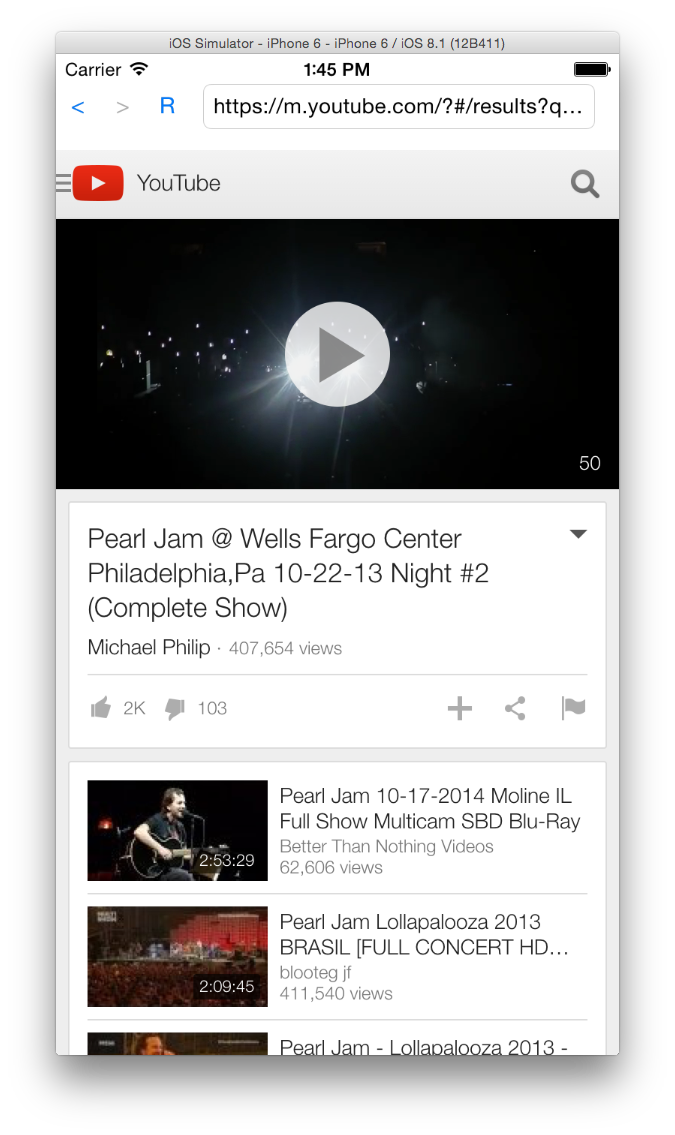 iOS Simulator - iPhone 6 - iPhone 6 / iOS 8.1 (12B411)
Carrier 1:45 PM
< > R https://m.youtube.com/?#/results?q...
YouTube
50
Pearl Jam @ Wells Fargo Center
Philadelphia,Pa 10-22-13 Night #2
(Complete Show)
Michael Philip · 407,654 views
2K 103
Pearl Jam 10-17-2014 Moline IL
Full Show Multicam SBD Blu-Ray
Better Than Nothing Videos
2:53:29
62,606 views
Pearl Jam Lollapalooza 2013
BRASIL [FULL CONCERT HD...
blooteg jf
2:09:45
411,540 views
Pearl Jam - Lollapalooza 2013 -